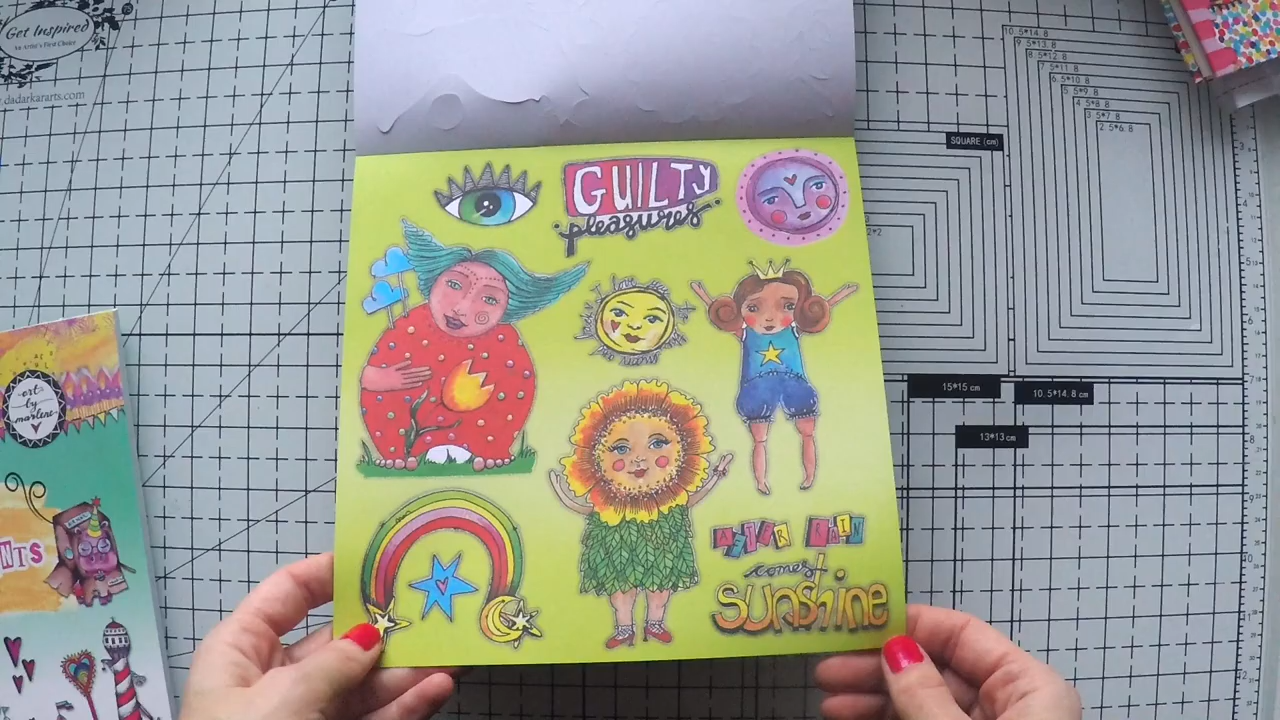 Get Inspired
An Artist's First Choice
dadarkararts.com
GUILTY
pleasures
AFTER RAIN
comes
sunshine
art
by
marlene
NTS
10.5*14.8
9.5*13.8
8.5*12.8
7.5*11.8
6.5*10.8
5.5*9.8
4.5*8.8
3.5*7.8
2.5*6.8
SQUARE (cm)
15*15 cm
10.5*14.8 cm
13*13 cm